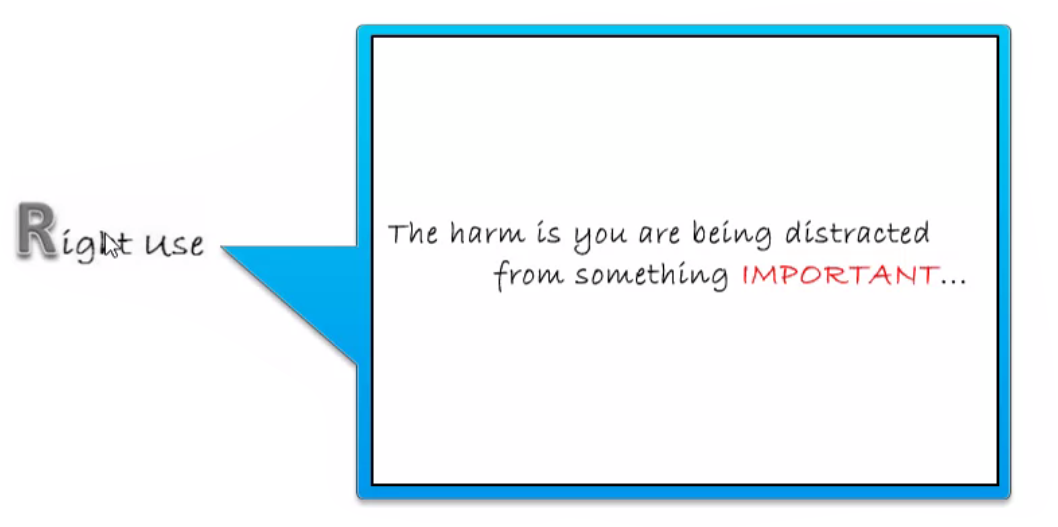 Right use
The harm is you are being distracted
from something IMPORTANT...